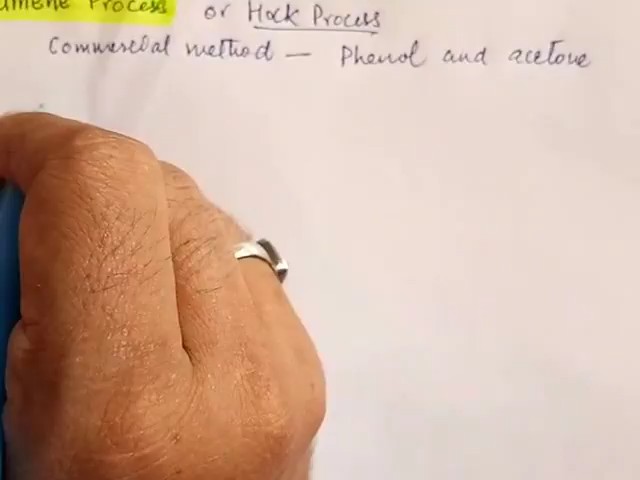 umene Process or Hock Process
Commercial method — Phenol and acetone